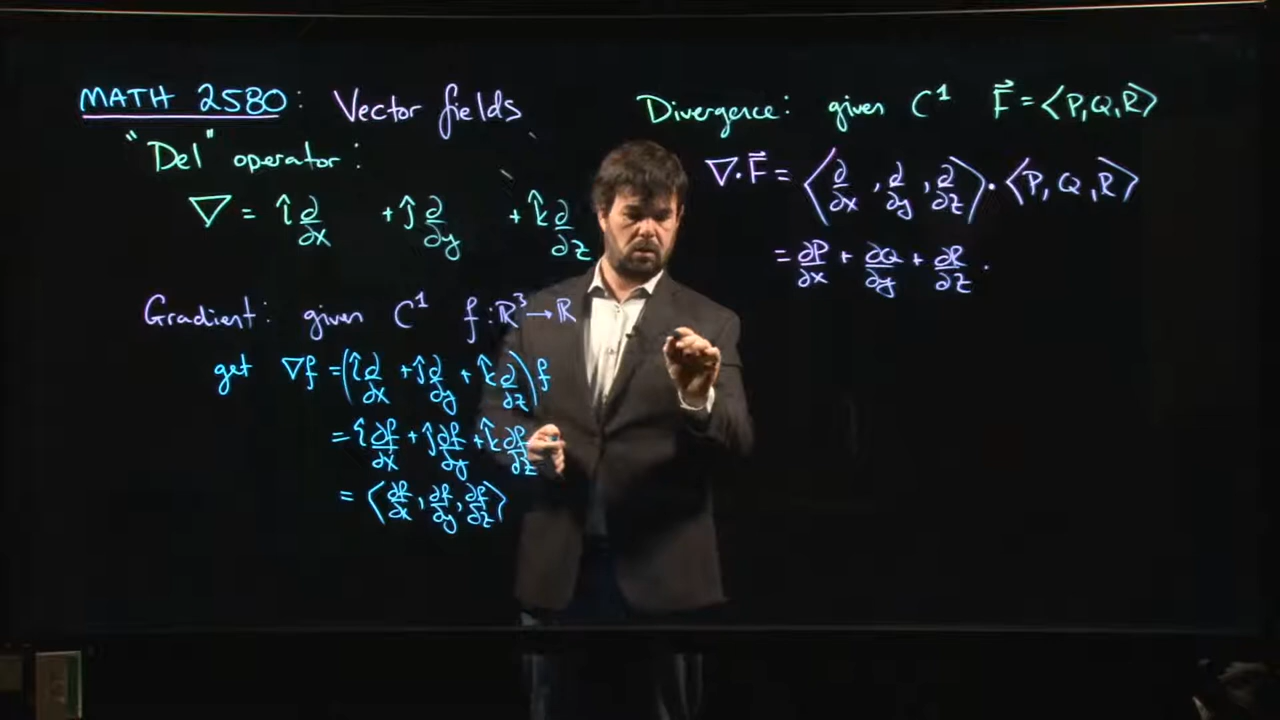 MATH 2580: Vector fields
"Del" operator:
∇ = î ∂/∂x + ĵ ∂/∂y + k̂ ∂/∂z
Gradient: given C¹ f: ℝ³ → ℝ
get ∇f = (î ∂/∂x + ĵ ∂/∂y + k̂ ∂/∂z) f
= î ∂f/∂x + ĵ ∂f/∂y + k̂ ∂f/∂z
= ⟨∂f/∂x, ∂f/∂y, ∂f/∂z⟩
Divergence: given C¹ F⃗ = ⟨P, Q, R⟩
∇·F⃗ = ⟨∂/∂x, ∂/∂y, ∂/∂z⟩ · ⟨P, Q, R⟩
= ∂P/∂x + ∂Q/∂y + ∂R/∂z.